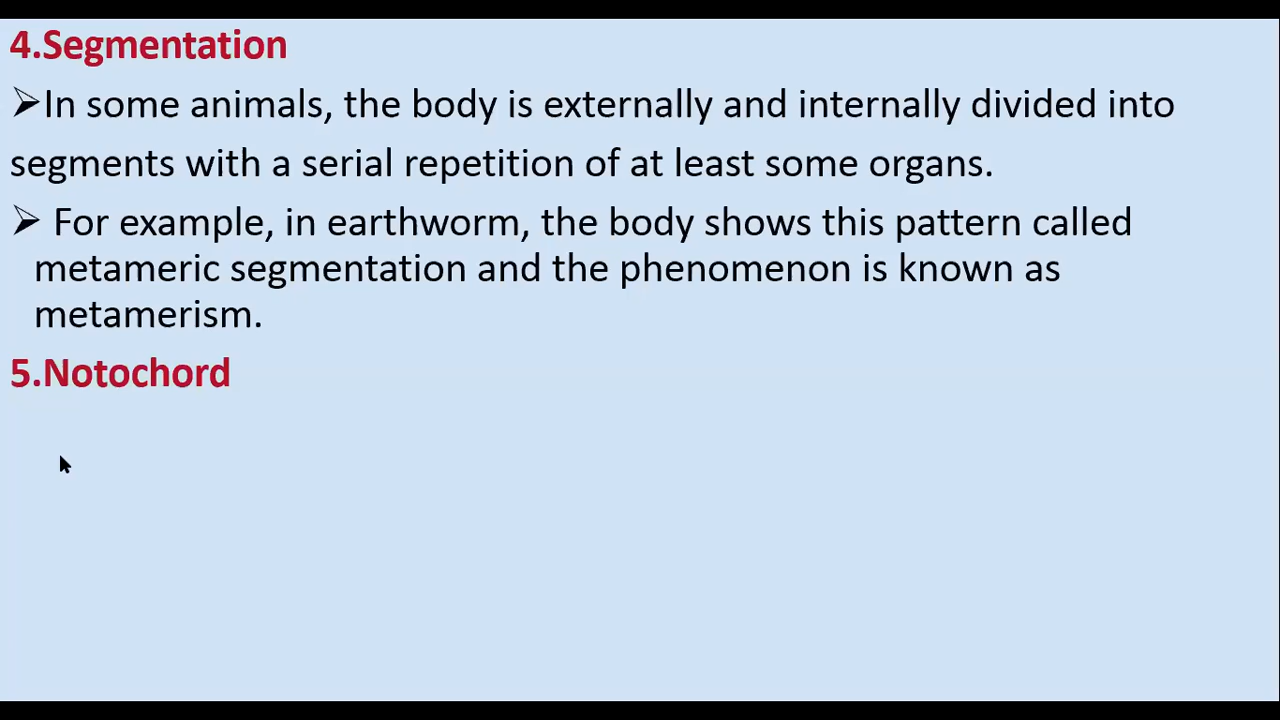 4.Segmentation
➢In some animals, the body is externally and internally divided into
segments with a serial repetition of at least some organs.
➢ For example, in earthworm, the body shows this pattern called
metameric segmentation and the phenomenon is known as
metamerism.
5.Notochord